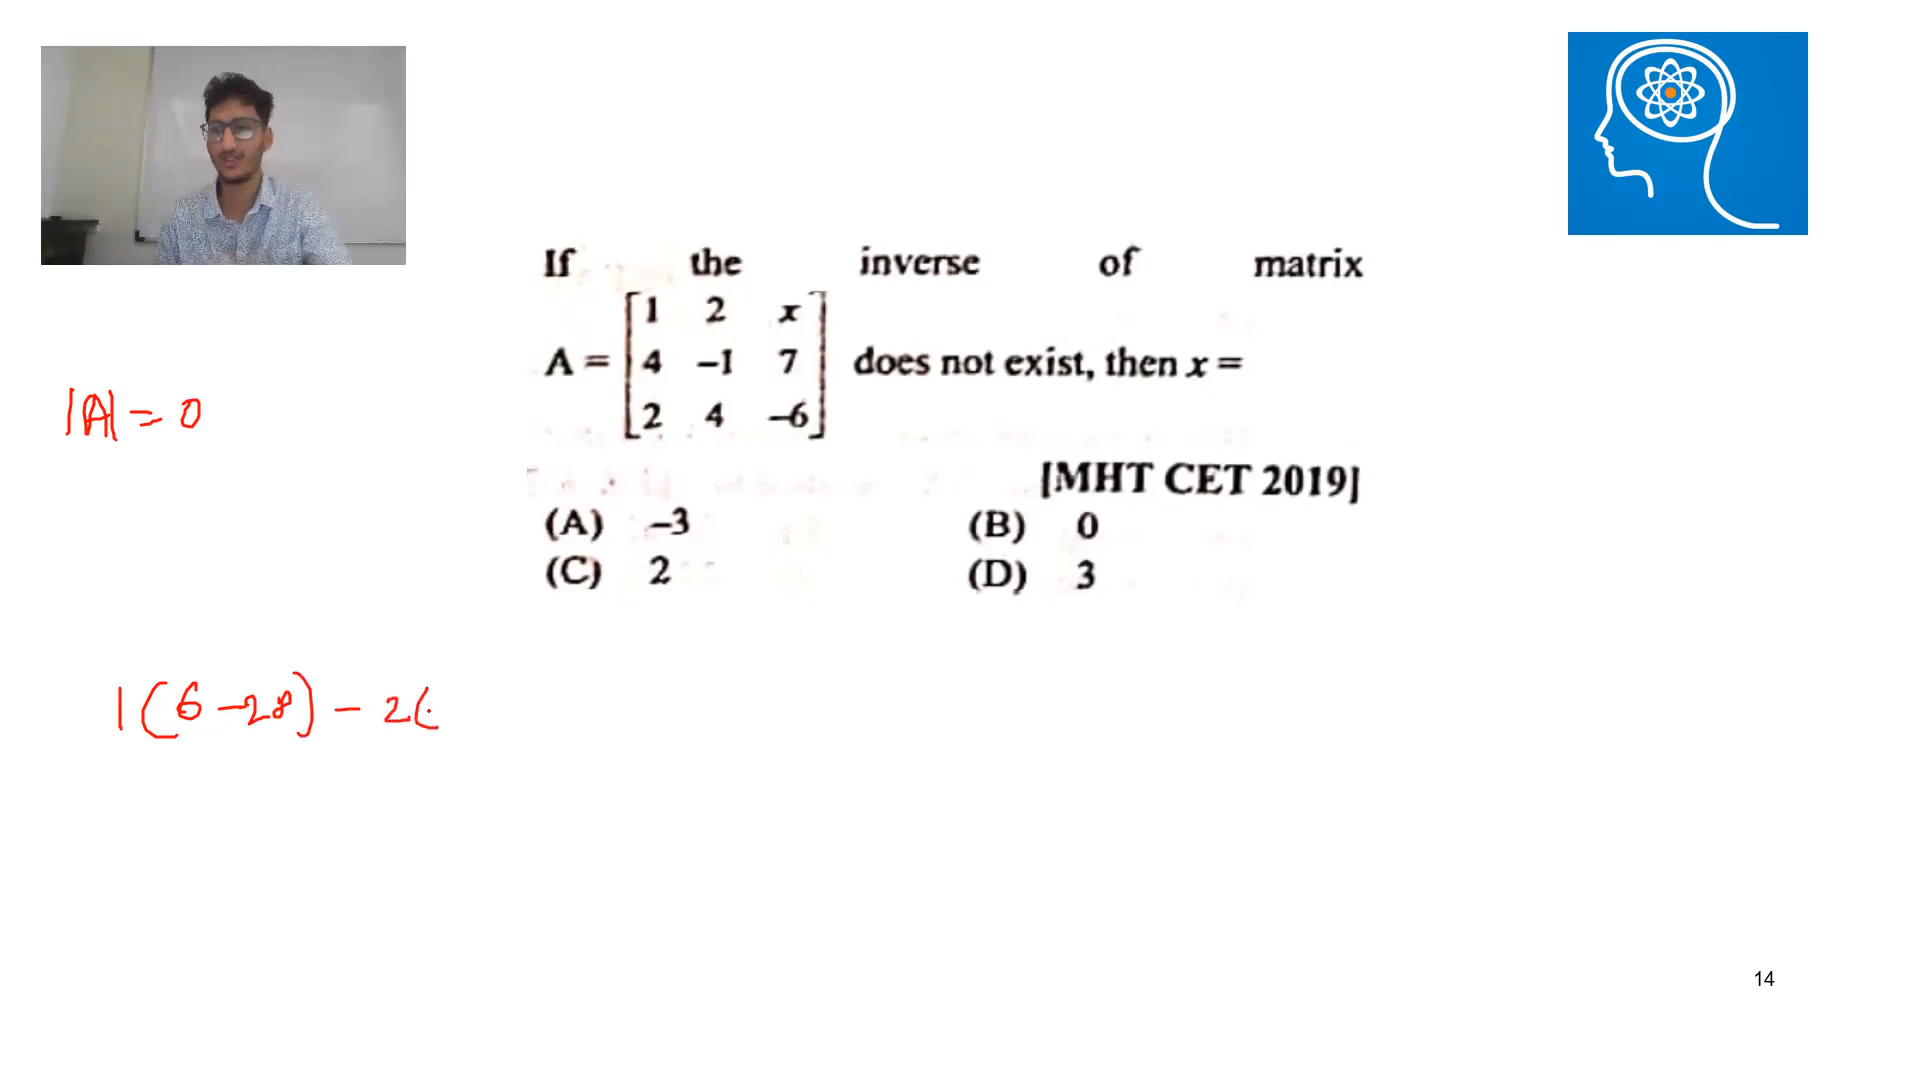 If the inverse of matrix
A = [1 2 x
4 −1 7
2 4 −6] does not exist, then x =
[MHT CET 2019]
(A) −3 (B) 0
(C) 2 (D) 3
|A| = 0
1(6 −28) − 2(
14